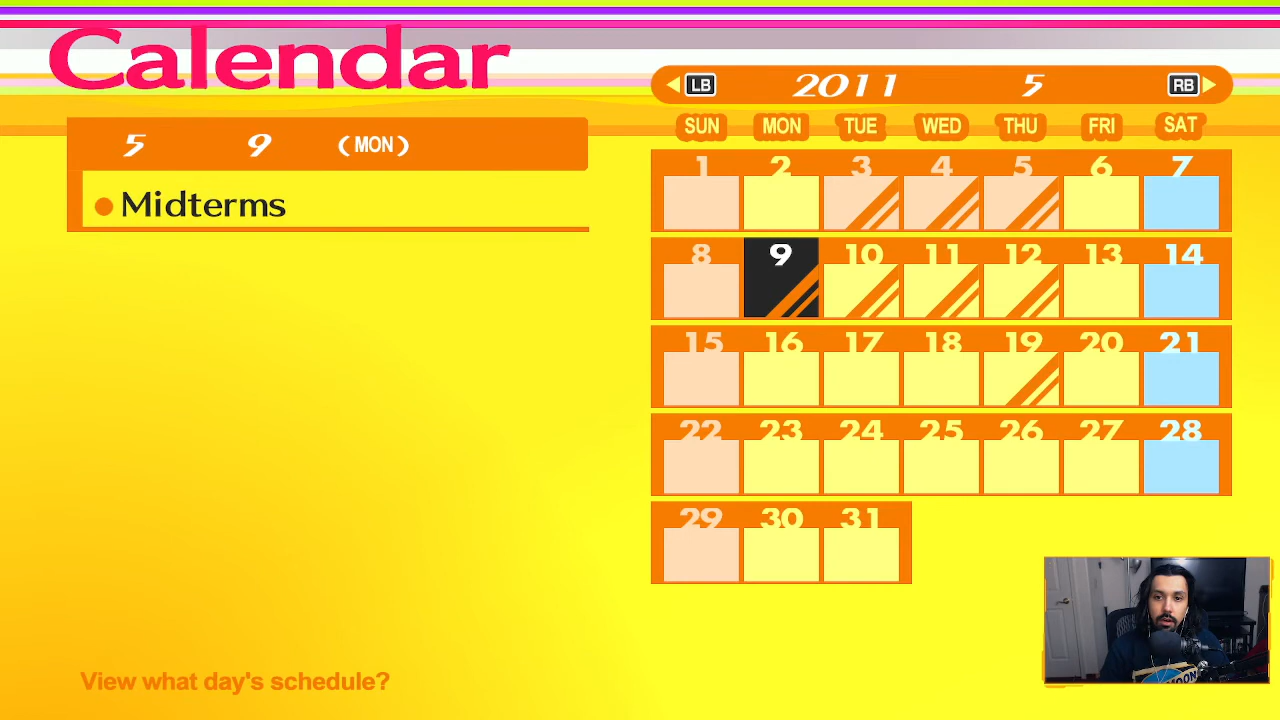 Calendar
LB 2011 5 RB
SUN MON TUE WED THU FRI SAT
5 9 (MON)
Midterms
1 2 3 4 5 6 7
8 9 10 11 12 13 14
15 16 17 18 19 20 21
22 23 24 25 26 27 28
29 30 31
View what day's schedule?